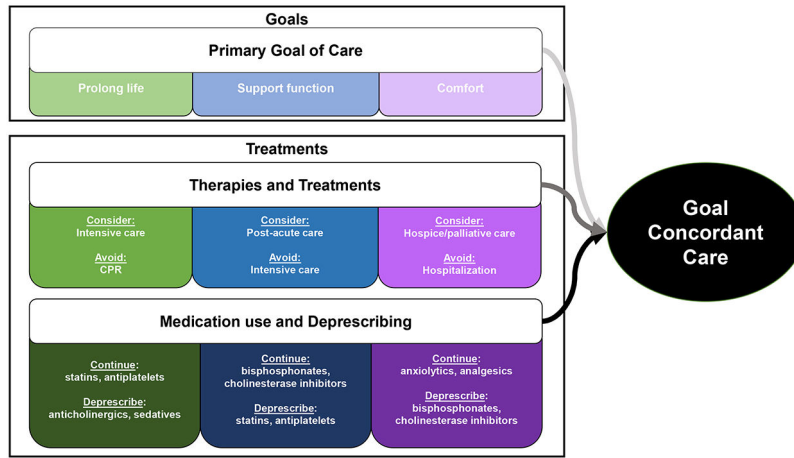 Goals
Primary Goal of Care
Prolong life
Support function
Comfort
Treatments
Therapies and Treatments
Consider:
Intensive care
Avoid:
CPR
Consider:
Post-acute care
Avoid:
Intensive care
Consider:
Hospice/palliative care
Avoid:
Hospitalization
Medication use and Deprescribing
Continue:
statins, antiplatelets
Deprescribe:
anticholinergics, sedatives
Continue:
bisphosphonates,
cholinesterase inhibitors
Deprescribe:
statins, antiplatelets
Continue:
anxiolytics, analgesics
Deprescribe:
bisphosphonates,
cholinesterase inhibitors
Goal
Concordant
Care